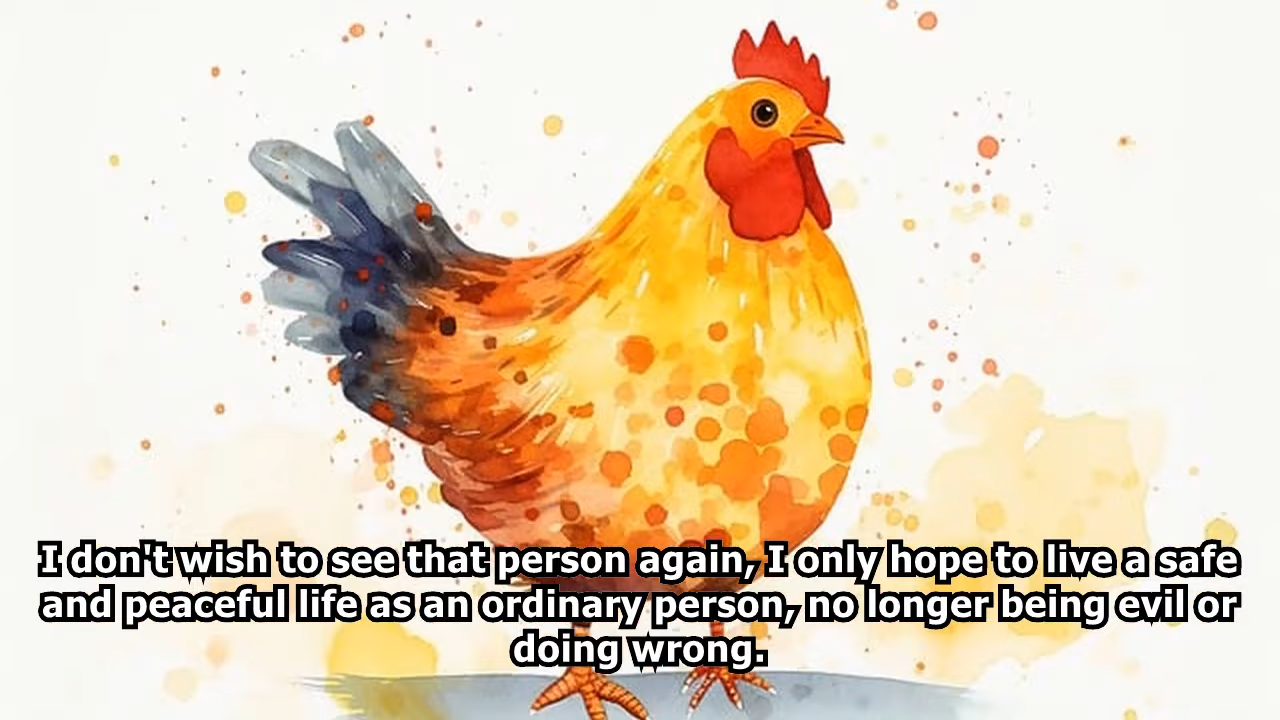 I don't wish to see that person again, I only hope to live a safe
and peaceful life as an ordinary person, no longer being evil or
doing wrong.